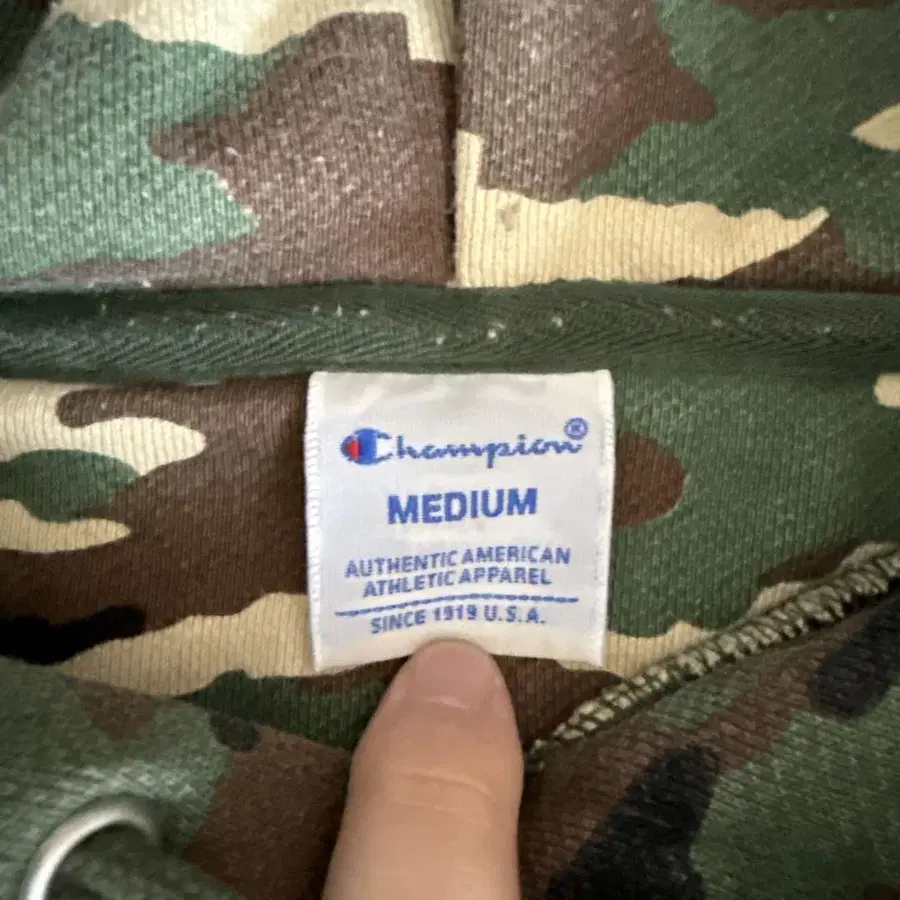 Champion®
MEDIUM
AUTHENTIC AMERICAN
ATHLETIC APPAREL
SINCE 1919 U.S.A.